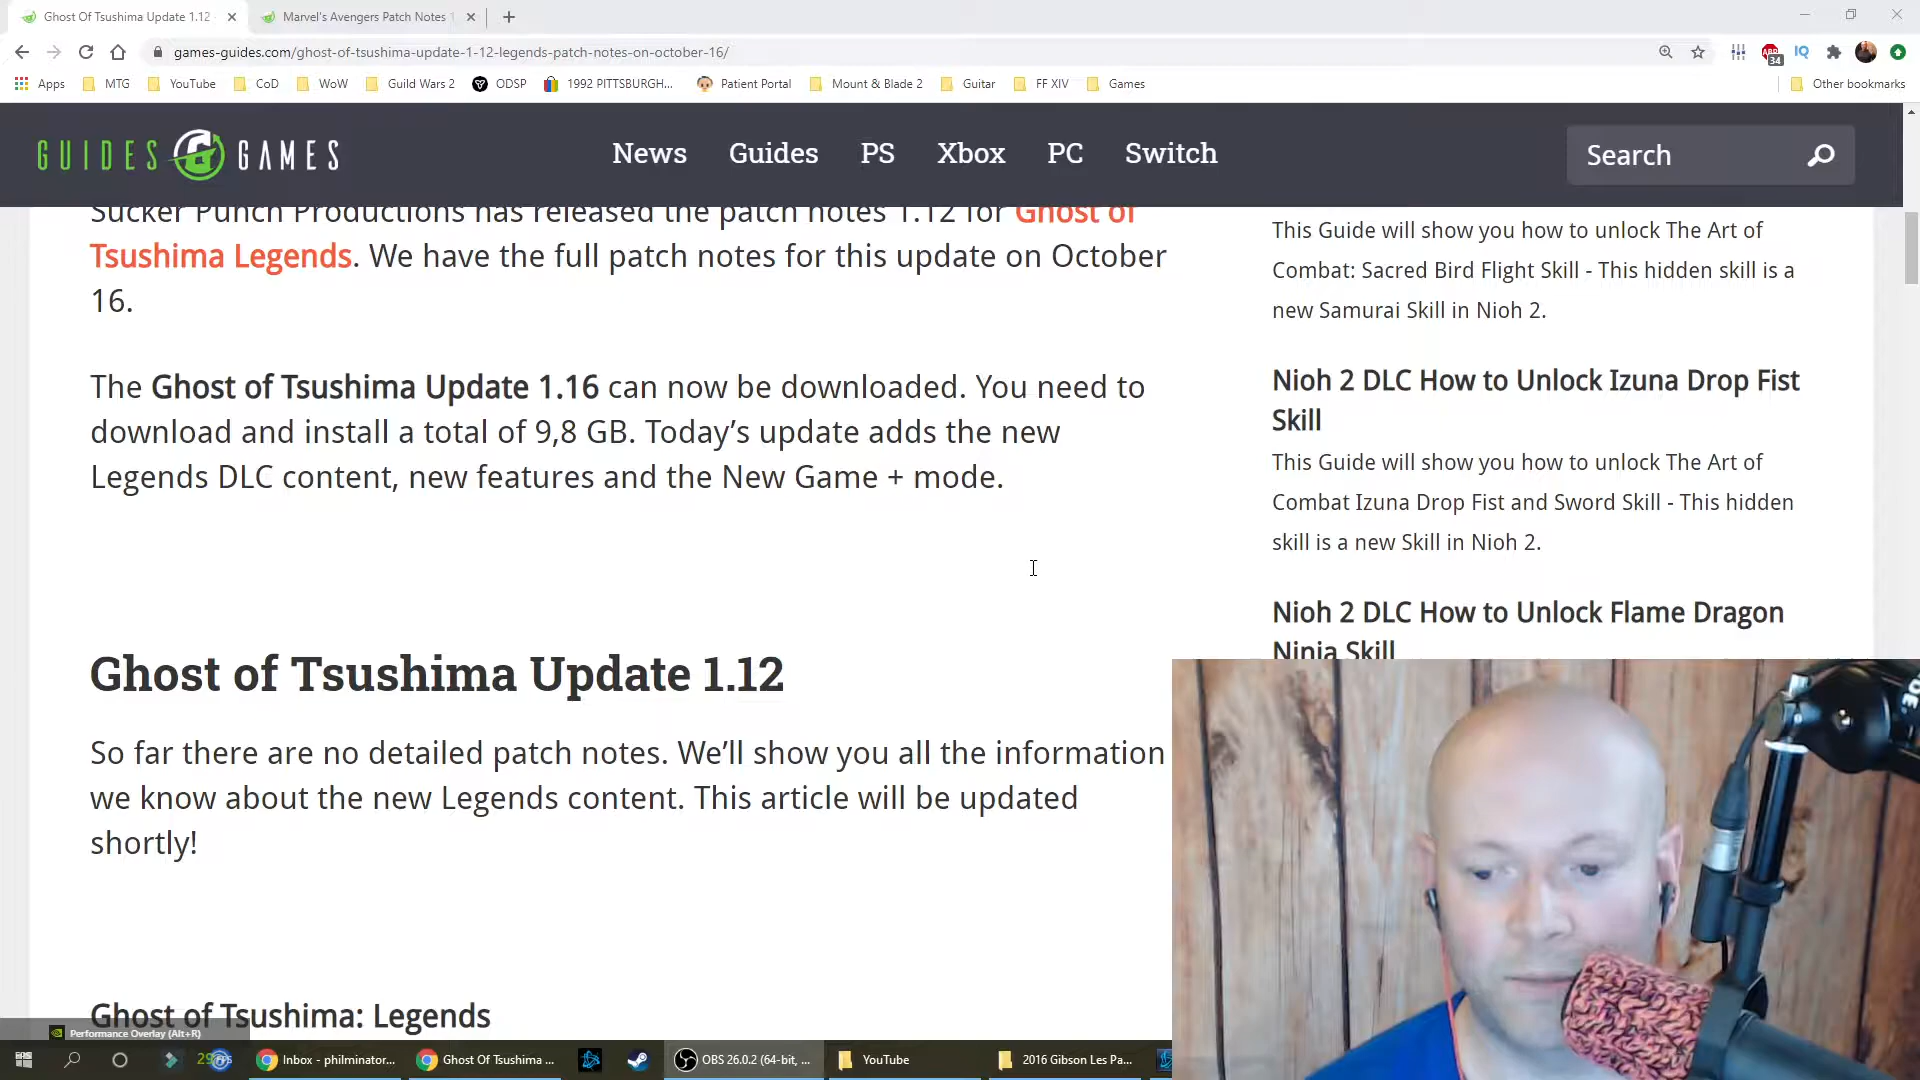 Ghost Of Tsushima Update 1.12
Marvel's Avengers Patch Notes 1
games-guides.com/ghost-of-tsushima-update-1-12-legends-patch-notes-on-october-16/
ABP
34
IQ
Apps
MTG
YouTube
CoD
WoW
Guild Wars 2
ODSP
1992 PITTSBURGH...
Patient Portal
Mount & Blade 2
Guitar
FF XIV
Games
Other bookmarks
GUIDES GAMES
News
Guides
PS
Xbox
PC
Switch
Search
Sucker Punch Productions has released the patch notes 1.12 for Ghost of
Tsushima Legends. We have the full patch notes for this update on October
16.
The Ghost of Tsushima Update 1.16 can now be downloaded. You need to
download and install a total of 9,8 GB. Today's update adds the new
Legends DLC content, new features and the New Game + mode.
Ghost of Tsushima Update 1.12
So far there are no detailed patch notes. We'll show you all the information
we know about the new Legends content. This article will be updated
shortly!
Ghost of Tsushima: Legends
This Guide will show you how to unlock The Art of
Combat: Sacred Bird Flight Skill - This hidden skill is a
new Samurai Skill in Nioh 2.
Nioh 2 DLC How to Unlock Izuna Drop Fist
Skill
This Guide will show you how to unlock The Art of
Combat Izuna Drop Fist and Sword Skill - This hidden
skill is a new Skill in Nioh 2.
Nioh 2 DLC How to Unlock Flame Dragon
Ninja Skill
Performance Overlay (Alt+R)
Inbox - philminator...
Ghost Of Tsushima ...
OBS 26.0.2 (64-bit, ...
YouTube
2016 Gibson Les Pa...